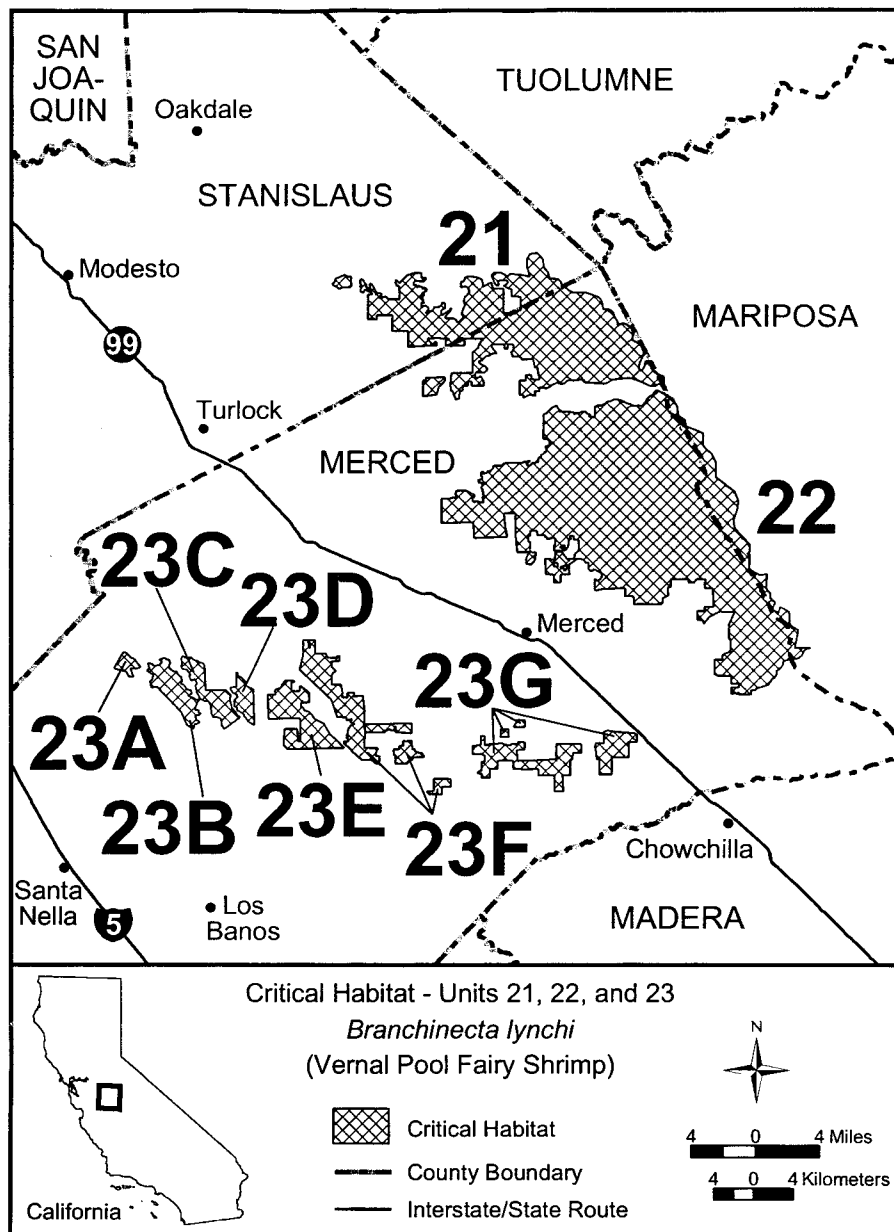 SAN
JOA-
QUIN
TUOLUMNE
Oakdale
STANISLAUS
21
Modesto
MARIPOSA
99
Turlock
MERCED
22
23C
23D
Merced
23G
23A
23B
23E
23F
Chowchilla
Santa
Nella
5
Los
Banos
MADERA
Critical Habitat - Units 21, 22, and 23
Branchinecta lynchi
(Vernal Pool Fairy Shrimp)
N
Critical Habitat
County Boundary
Interstate/State Route
4 0 4 Miles
4 0 4 Kilometers
California